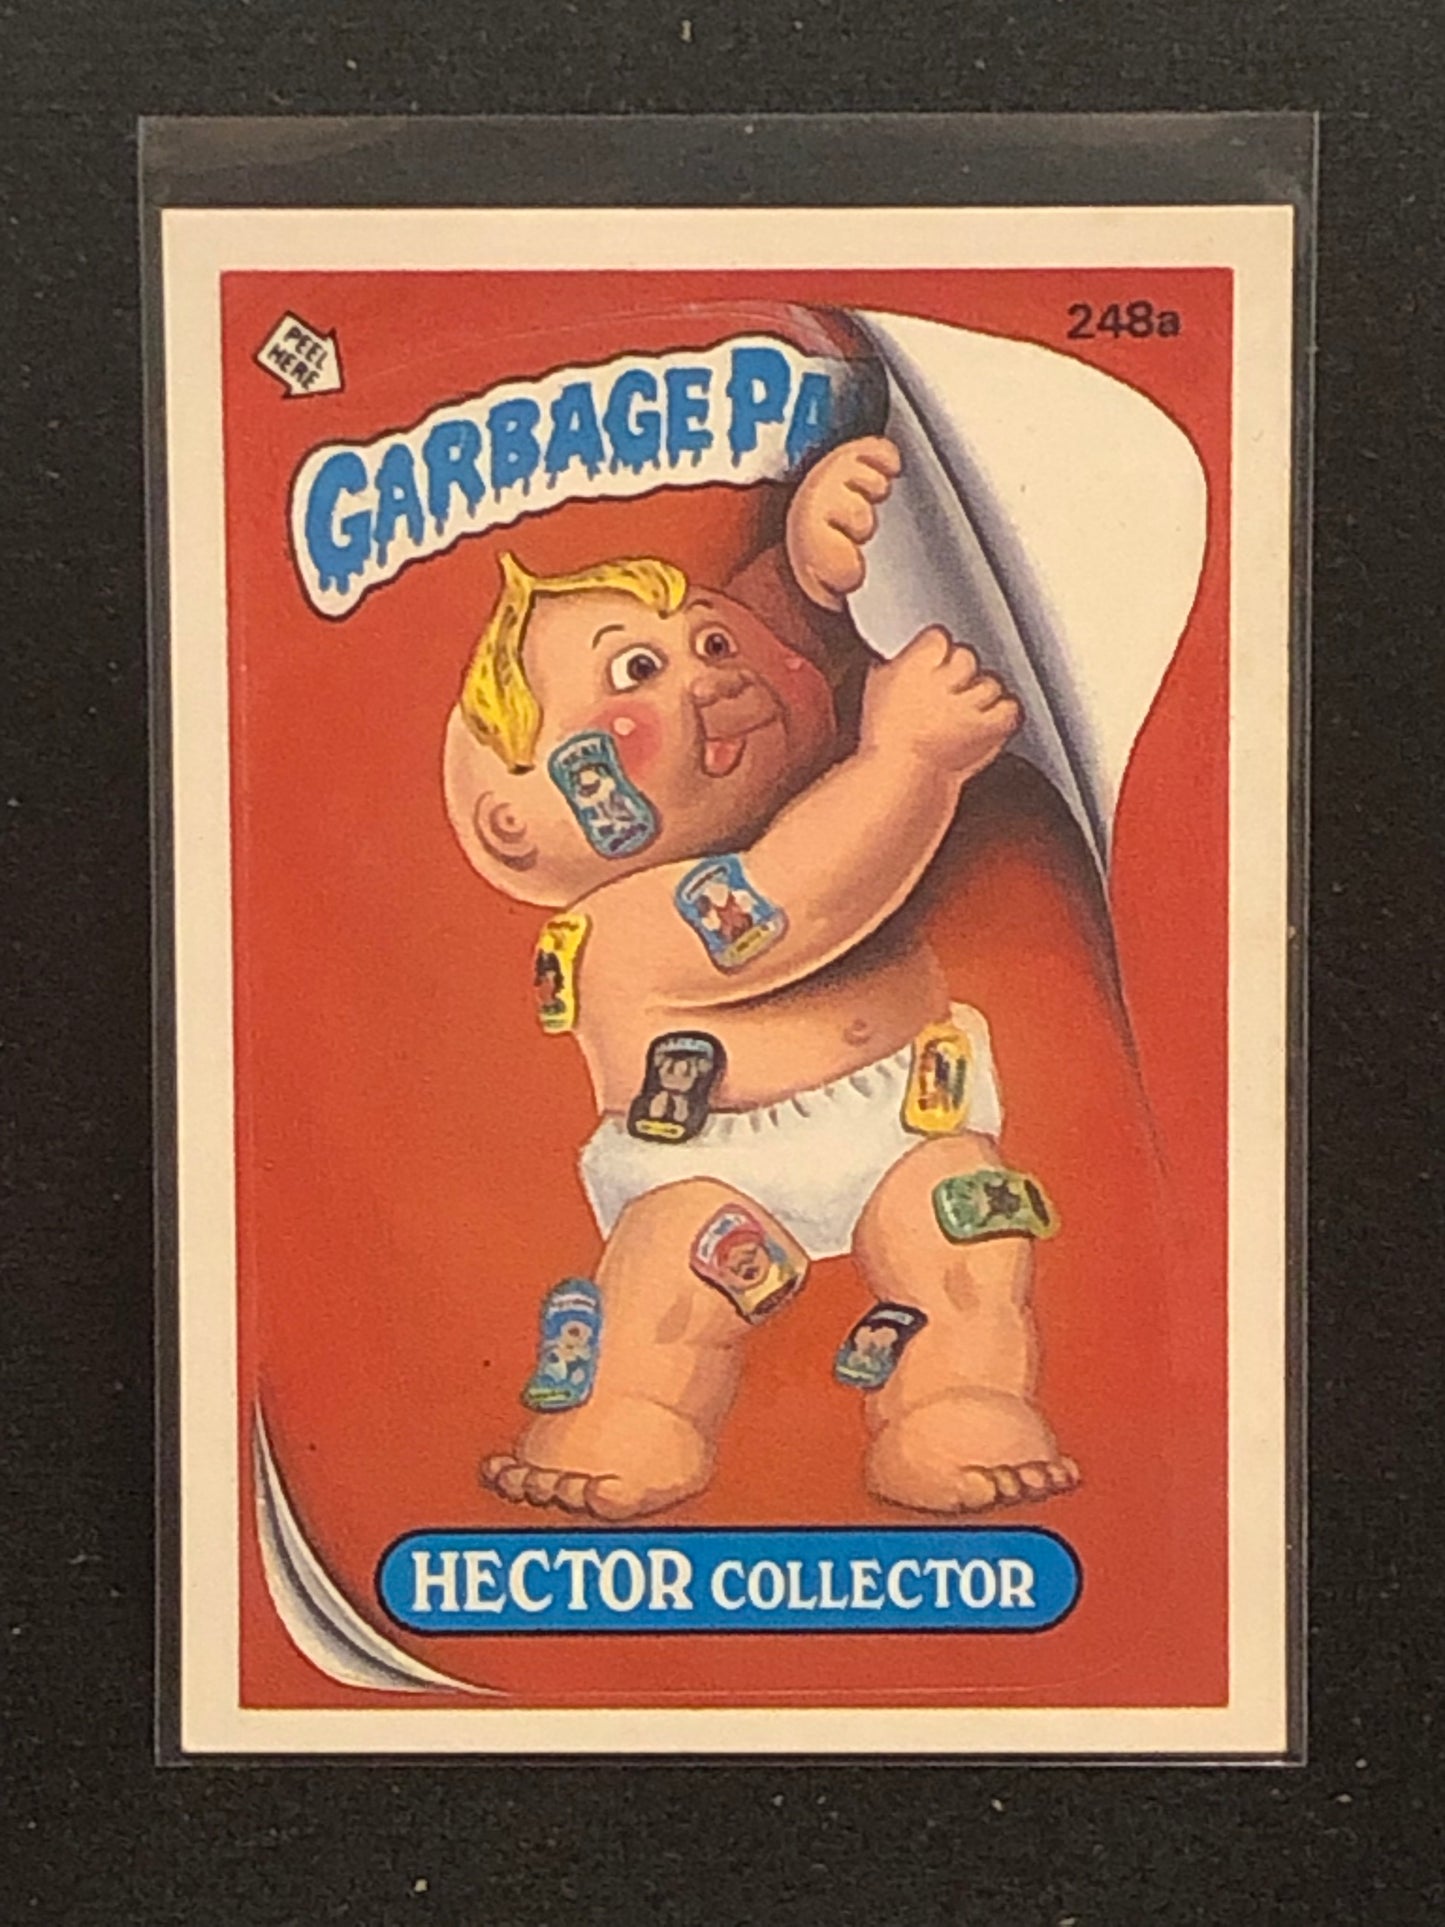 PEEL
HERE
248a
GARBAGE PA
HECTOR COLLECTOR